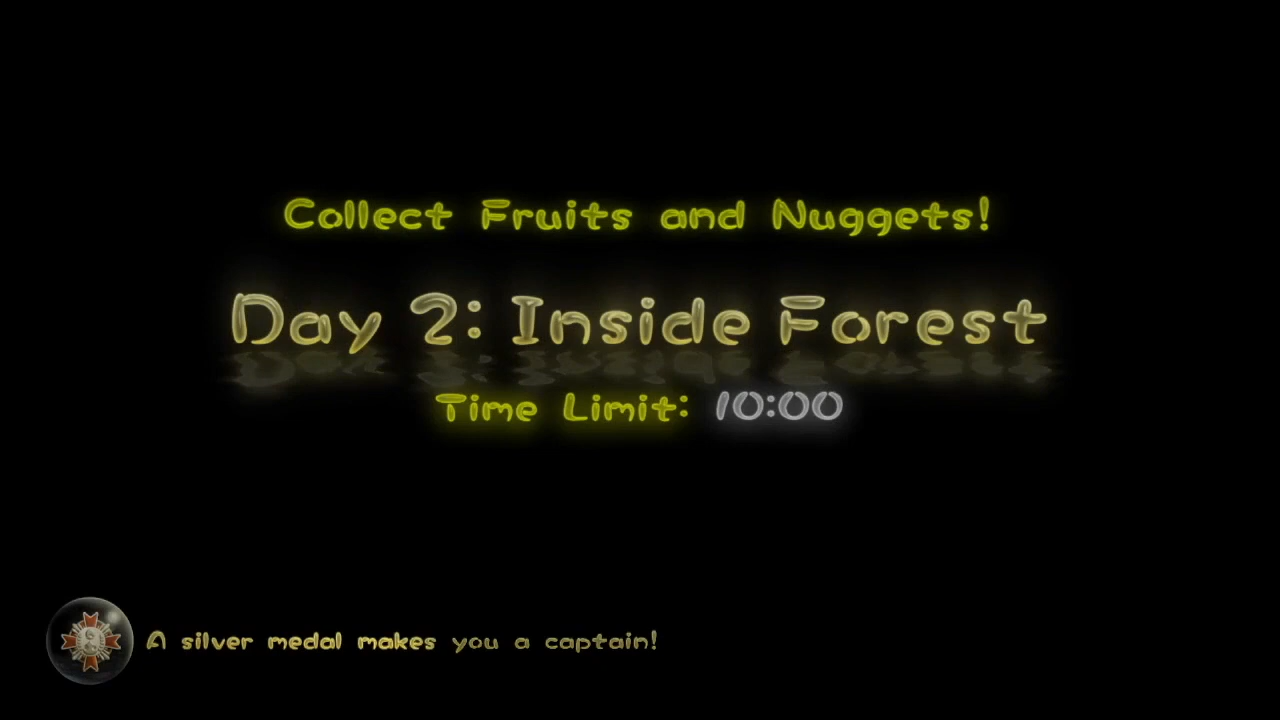 Collect Fruits and Nuggets!
Day 2: Inside Forest
Time Limit: 10:00
A silver medal makes you a captain!